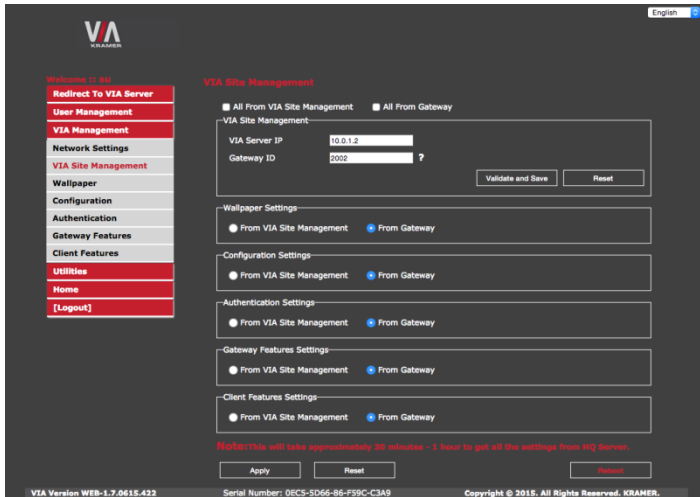 English
VIA
KRAMER
Welcome !! su
Redirect To VIA Server
User Management
VIA Management
Network Settings
VIA Site Management
Wallpaper
Configuration
Authentication
Gateway Features
Client Features
Utilities
Home
[Logout]
VIA Site Management
All From VIA Site Management All From Gateway
VIA Site Management
VIA Server IP 10.0.1.2
Gateway ID 2002 ?
Validate and Save Reset
Wallpaper Settings
From VIA Site Management From Gateway
Configuration Settings
From VIA Site Management From Gateway
Authentication Settings
From VIA Site Management From Gateway
Gateway Features Settings
From VIA Site Management From Gateway
Client Features Settings
From VIA Site Management From Gateway
Note:This will take approximately 30 minutes - 1 hour to get all the settings from HQ Server.
Apply Reset Reboot
VIA Version WEB-1.7.0615.422 Serial Number: 0EC5-5D66-86-F59C-C3A9 Copyright © 2015. All Rights Reserved. KRAMER.